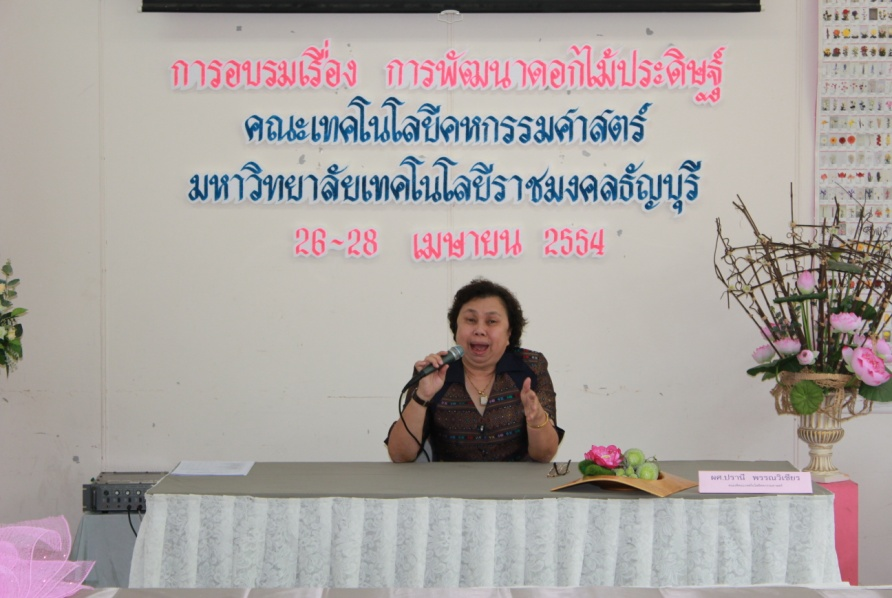 การอบรมเรื่อง การพัฒนาดอกไม้ประดิษฐ์
คณะเทคโนโลยีคหกรรมศาสตร์
มหาวิทยาลัยเทคโนโลยีราชมงคลธัญบุรี
26-28 เมษายน 2554
ผศ.ปราณี พรรณวิเชียร